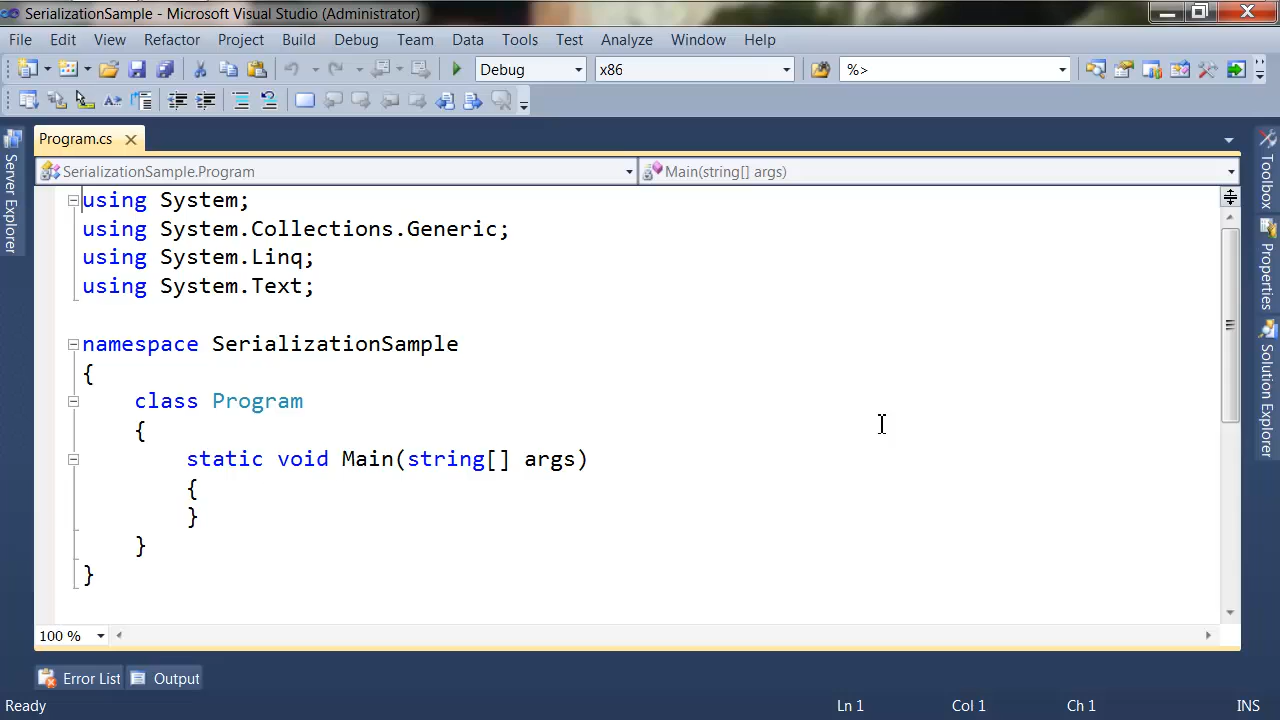 SerializationSample - Microsoft Visual Studio (Administrator)
File Edit View Refactor Project Build Debug Team Data Tools Test Analyze Window Help
Debug x86 %>
Program.cs
SerializationSample.Program Main(string[] args)
using System;
using System.Collections.Generic;
using System.Linq;
using System.Text;
namespace SerializationSample
{
class Program
{
static void Main(string[] args)
{
}
}
}
100 %
Server Explorer
Toolbox
Properties
Solution Explorer
Error List Output
Ready Ln 1 Col 1 Ch 1 INS